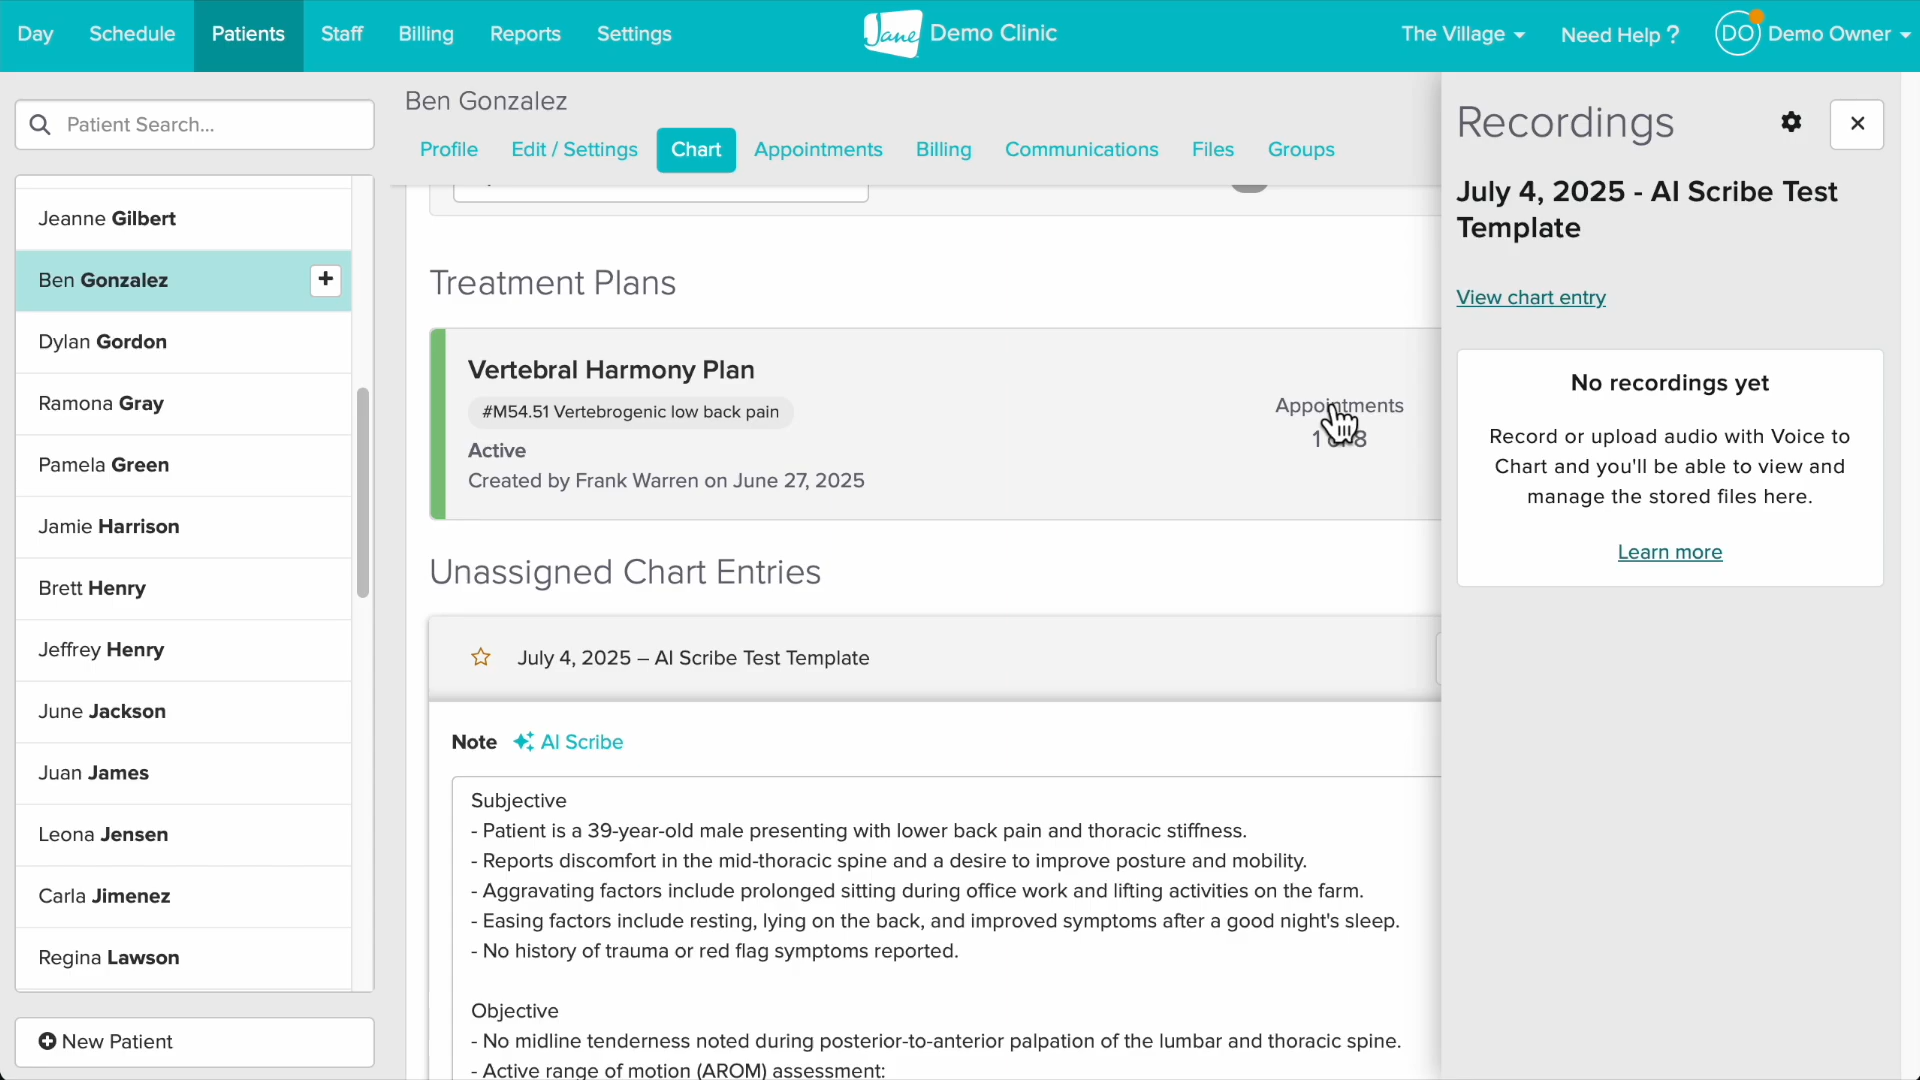 Day Schedule Patients Staff Billing Reports Settings Jane Demo Clinic The Village Need Help ? DO Demo Owner
Patient Search...
Jeanne Gilbert
Ben Gonzalez
Dylan Gordon
Ramona Gray
Pamela Green
Jamie Harrison
Brett Henry
Jeffrey Henry
June Jackson
Juan James
Leona Jensen
Carla Jimenez
Regina Lawson
New Patient
Ben Gonzalez
Profile Edit / Settings Chart Appointments Billing Communications Files Groups
Treatment Plans
Vertebral Harmony Plan
#M54.51 Vertebrogenic low back pain
Active
Created by Frank Warren on June 27, 2025
Appointments
1 of 8
Unassigned Chart Entries
July 4, 2025 – AI Scribe Test Template
Note AI Scribe
Subjective
- Patient is a 39-year-old male presenting with lower back pain and thoracic stiffness.
- Reports discomfort in the mid-thoracic spine and a desire to improve posture and mobility.
- Aggravating factors include prolonged sitting during office work and lifting activities on the farm.
- Easing factors include resting, lying on the back, and improved symptoms after a good night's sleep.
- No history of trauma or red flag symptoms reported.
Objective
- No midline tenderness noted during posterior-to-anterior palpation of the lumbar and thoracic spine.
- Active range of motion (AROM) assessment:
Recordings
July 4, 2025 - AI Scribe Test
Template
View chart entry
No recordings yet
Record or upload audio with Voice to
Chart and you'll be able to view and
manage the stored files here.
Learn more